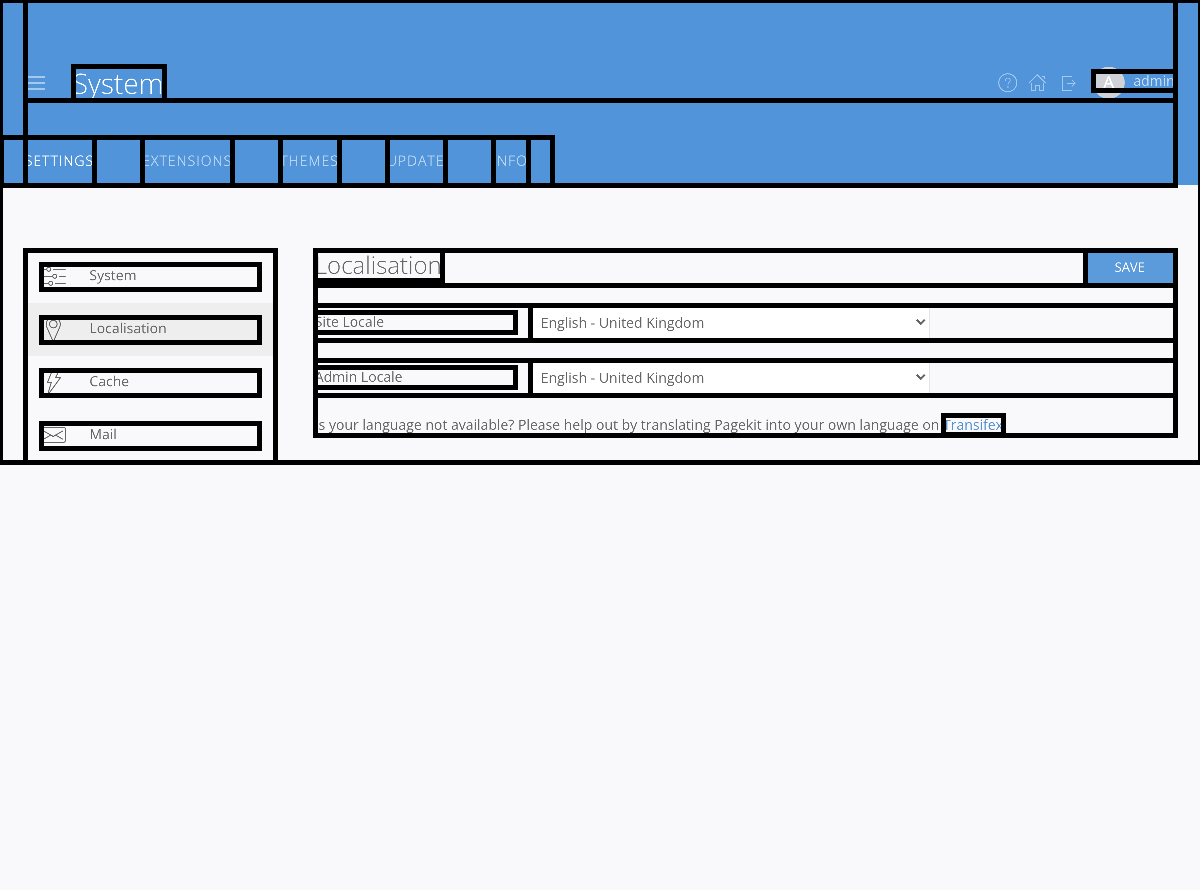 System
A admin
SETTINGS EXTENSIONS THEMES UPDATE INFO
System
Localisation
Cache
Mail
Localisation SAVE
Site Locale English - United Kingdom
Admin Locale English - United Kingdom
Is your language not available? Please help out by translating Pagekit into your own language on Transifex